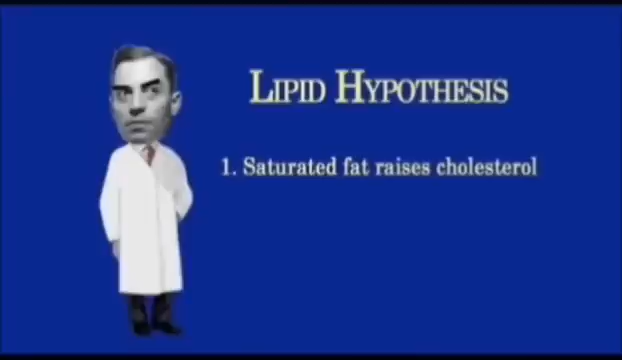 LIPID HYPOTHESIS
1. Saturated fat raises cholesterol